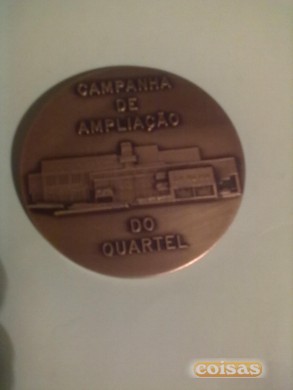 CAMPANHA
DE
AMPLIAÇÃO
DO
QUARTEL
coisas